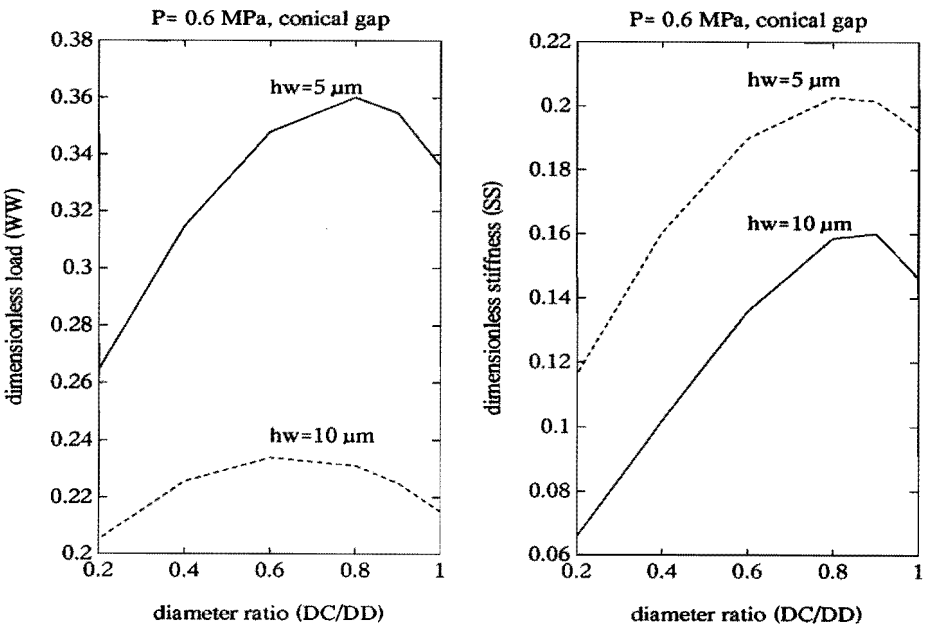 P= 0.6 MPa, conical gap
0.38
0.36
0.34
0.32
0.3
0.28
0.26
0.24
0.22
0.2
dimensionless load (WW)
hw=5 µm
hw=10 µm
0.2 0.4 0.6 0.8 1
diameter ratio (DC/DD)
P= 0.6 MPa, conical gap
0.22
0.2
0.18
0.16
0.14
0.12
0.1
0.08
0.06
dimensionless stiffness (SS)
hw=5 µm
hw=10 µm
0.2 0.4 0.6 0.8 1
diameter ratio (DC/DD)